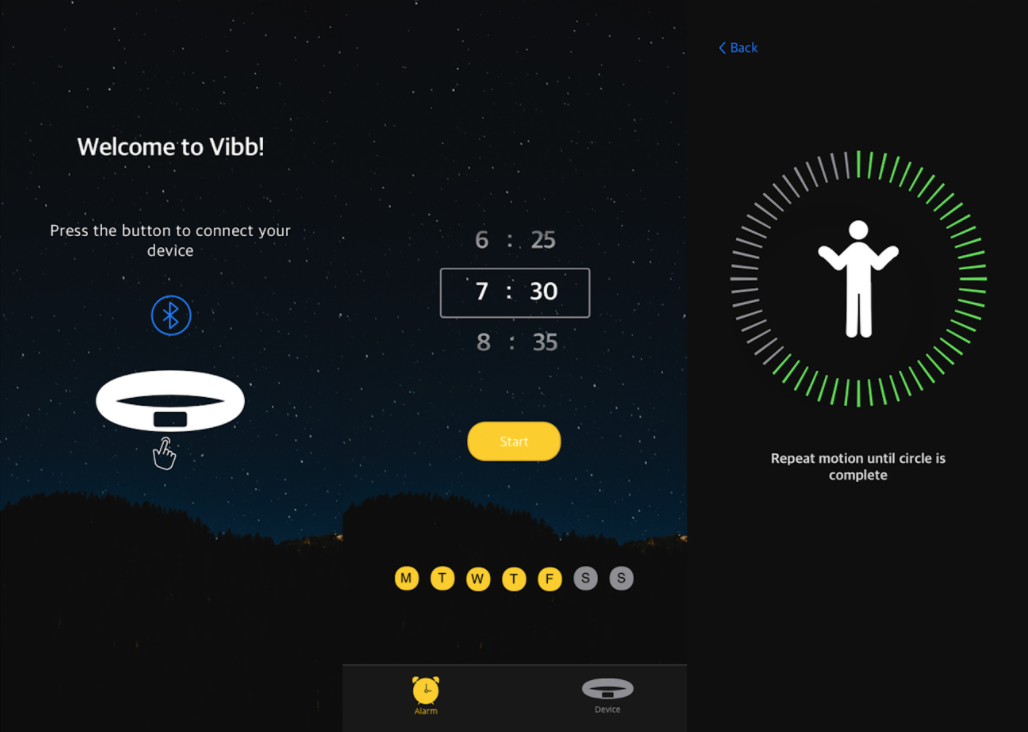 Welcome to Vibb!
Press the button to connect your
device
6 : 25
7 : 30
8 : 35
Start
M T W T F S S
Alarm
Device
Back
Repeat motion until circle is
complete